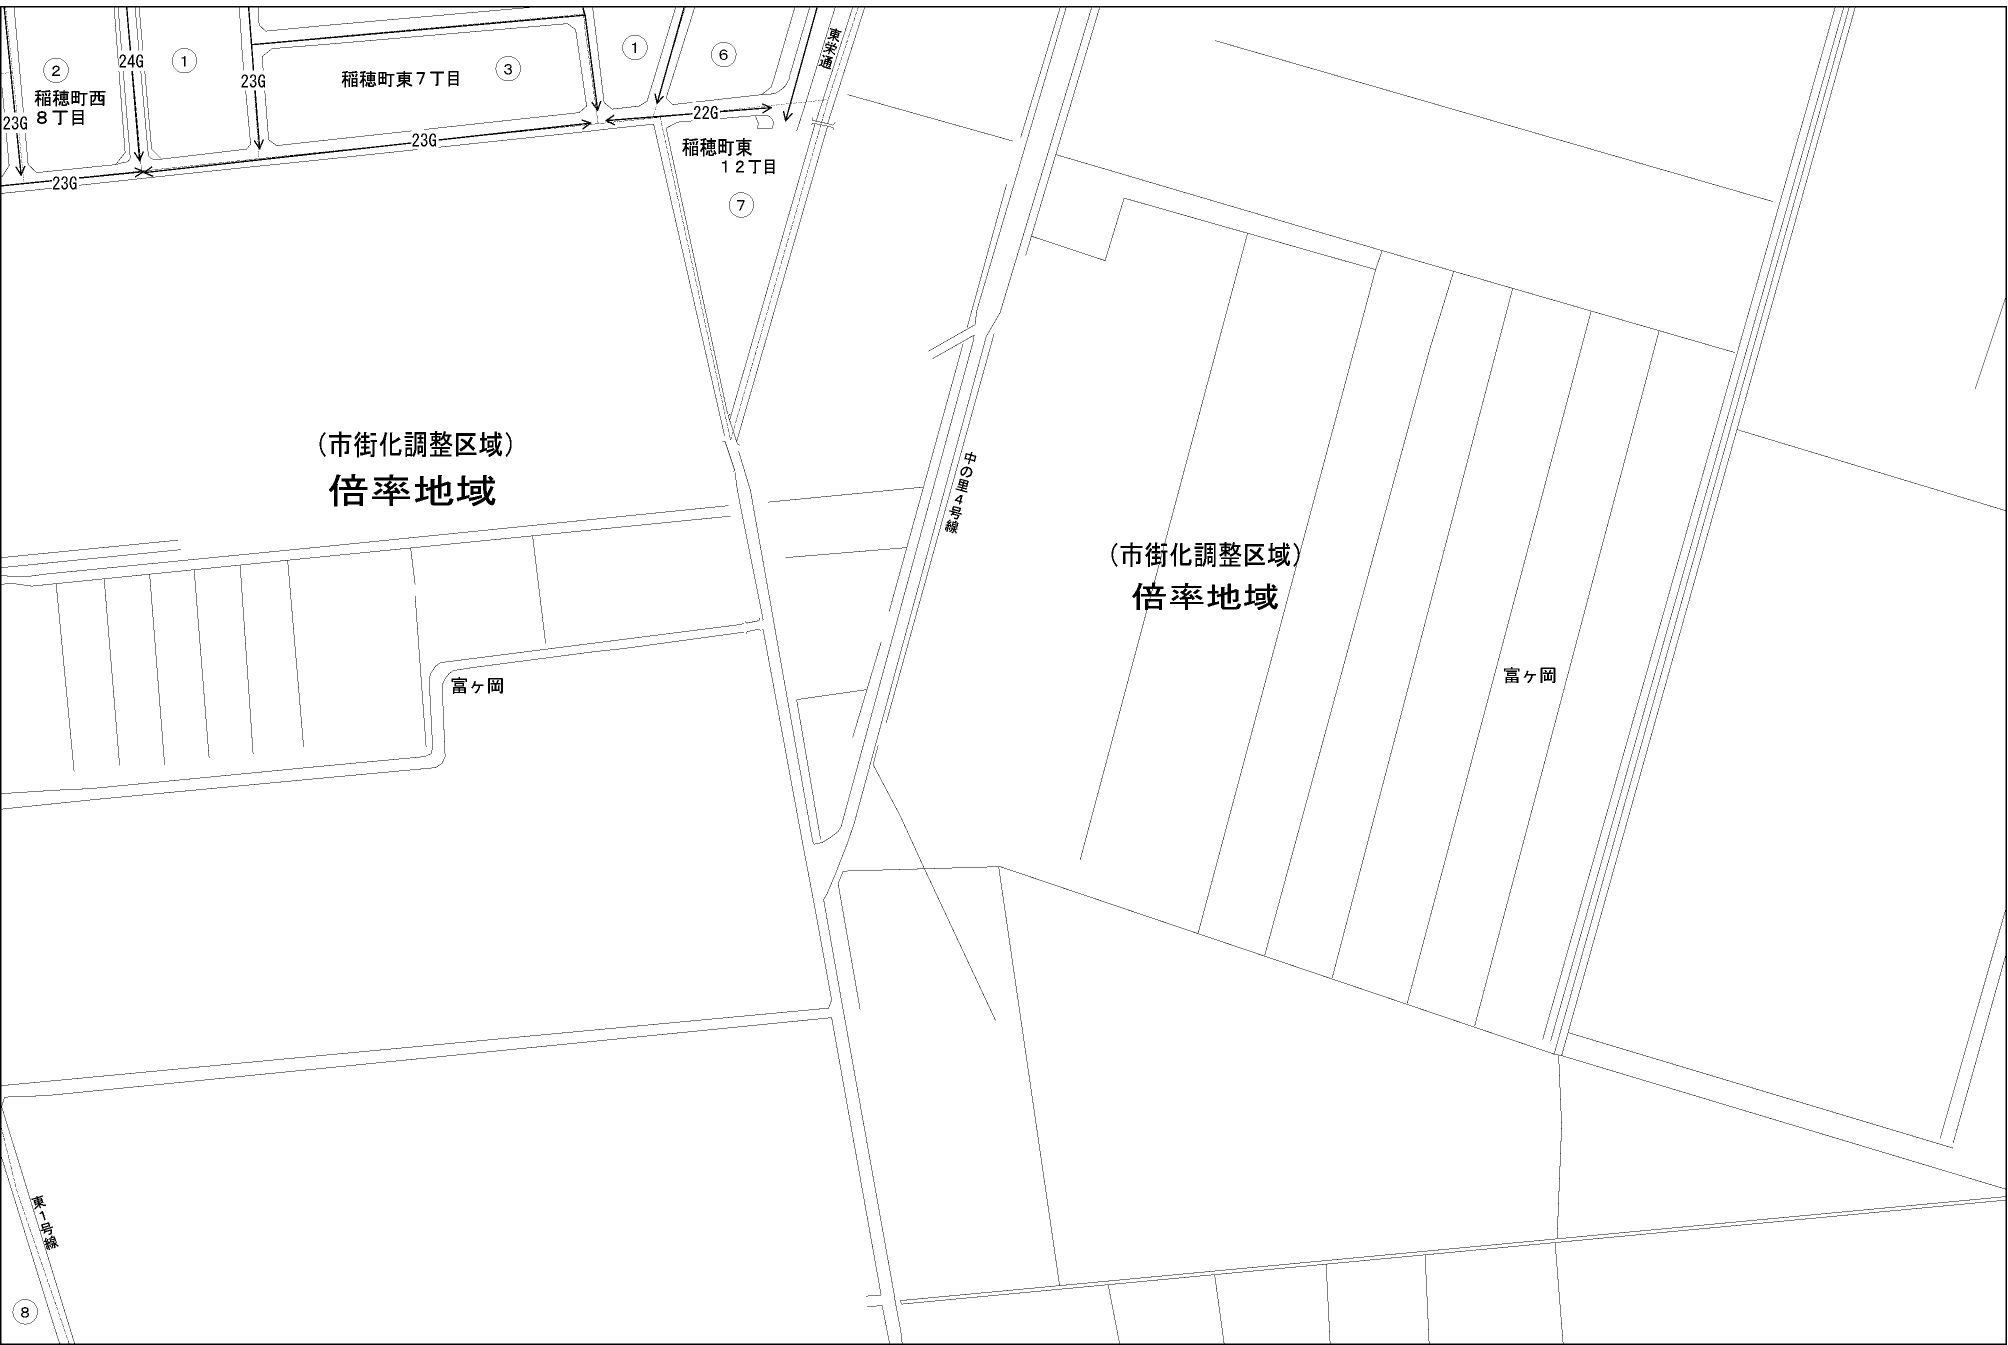 ②
稲穂町西
８丁目
24G
①
23G
稲穂町東７丁目
③
①
⑥
東栄通
23G
23G
23G
22G
稲穂町東
１２丁目
⑦
（市街化調整区域）
倍率地域
中の里４号線
（市街化調整区域）
倍率地域
富ヶ岡
富ヶ岡
東１号線
⑧